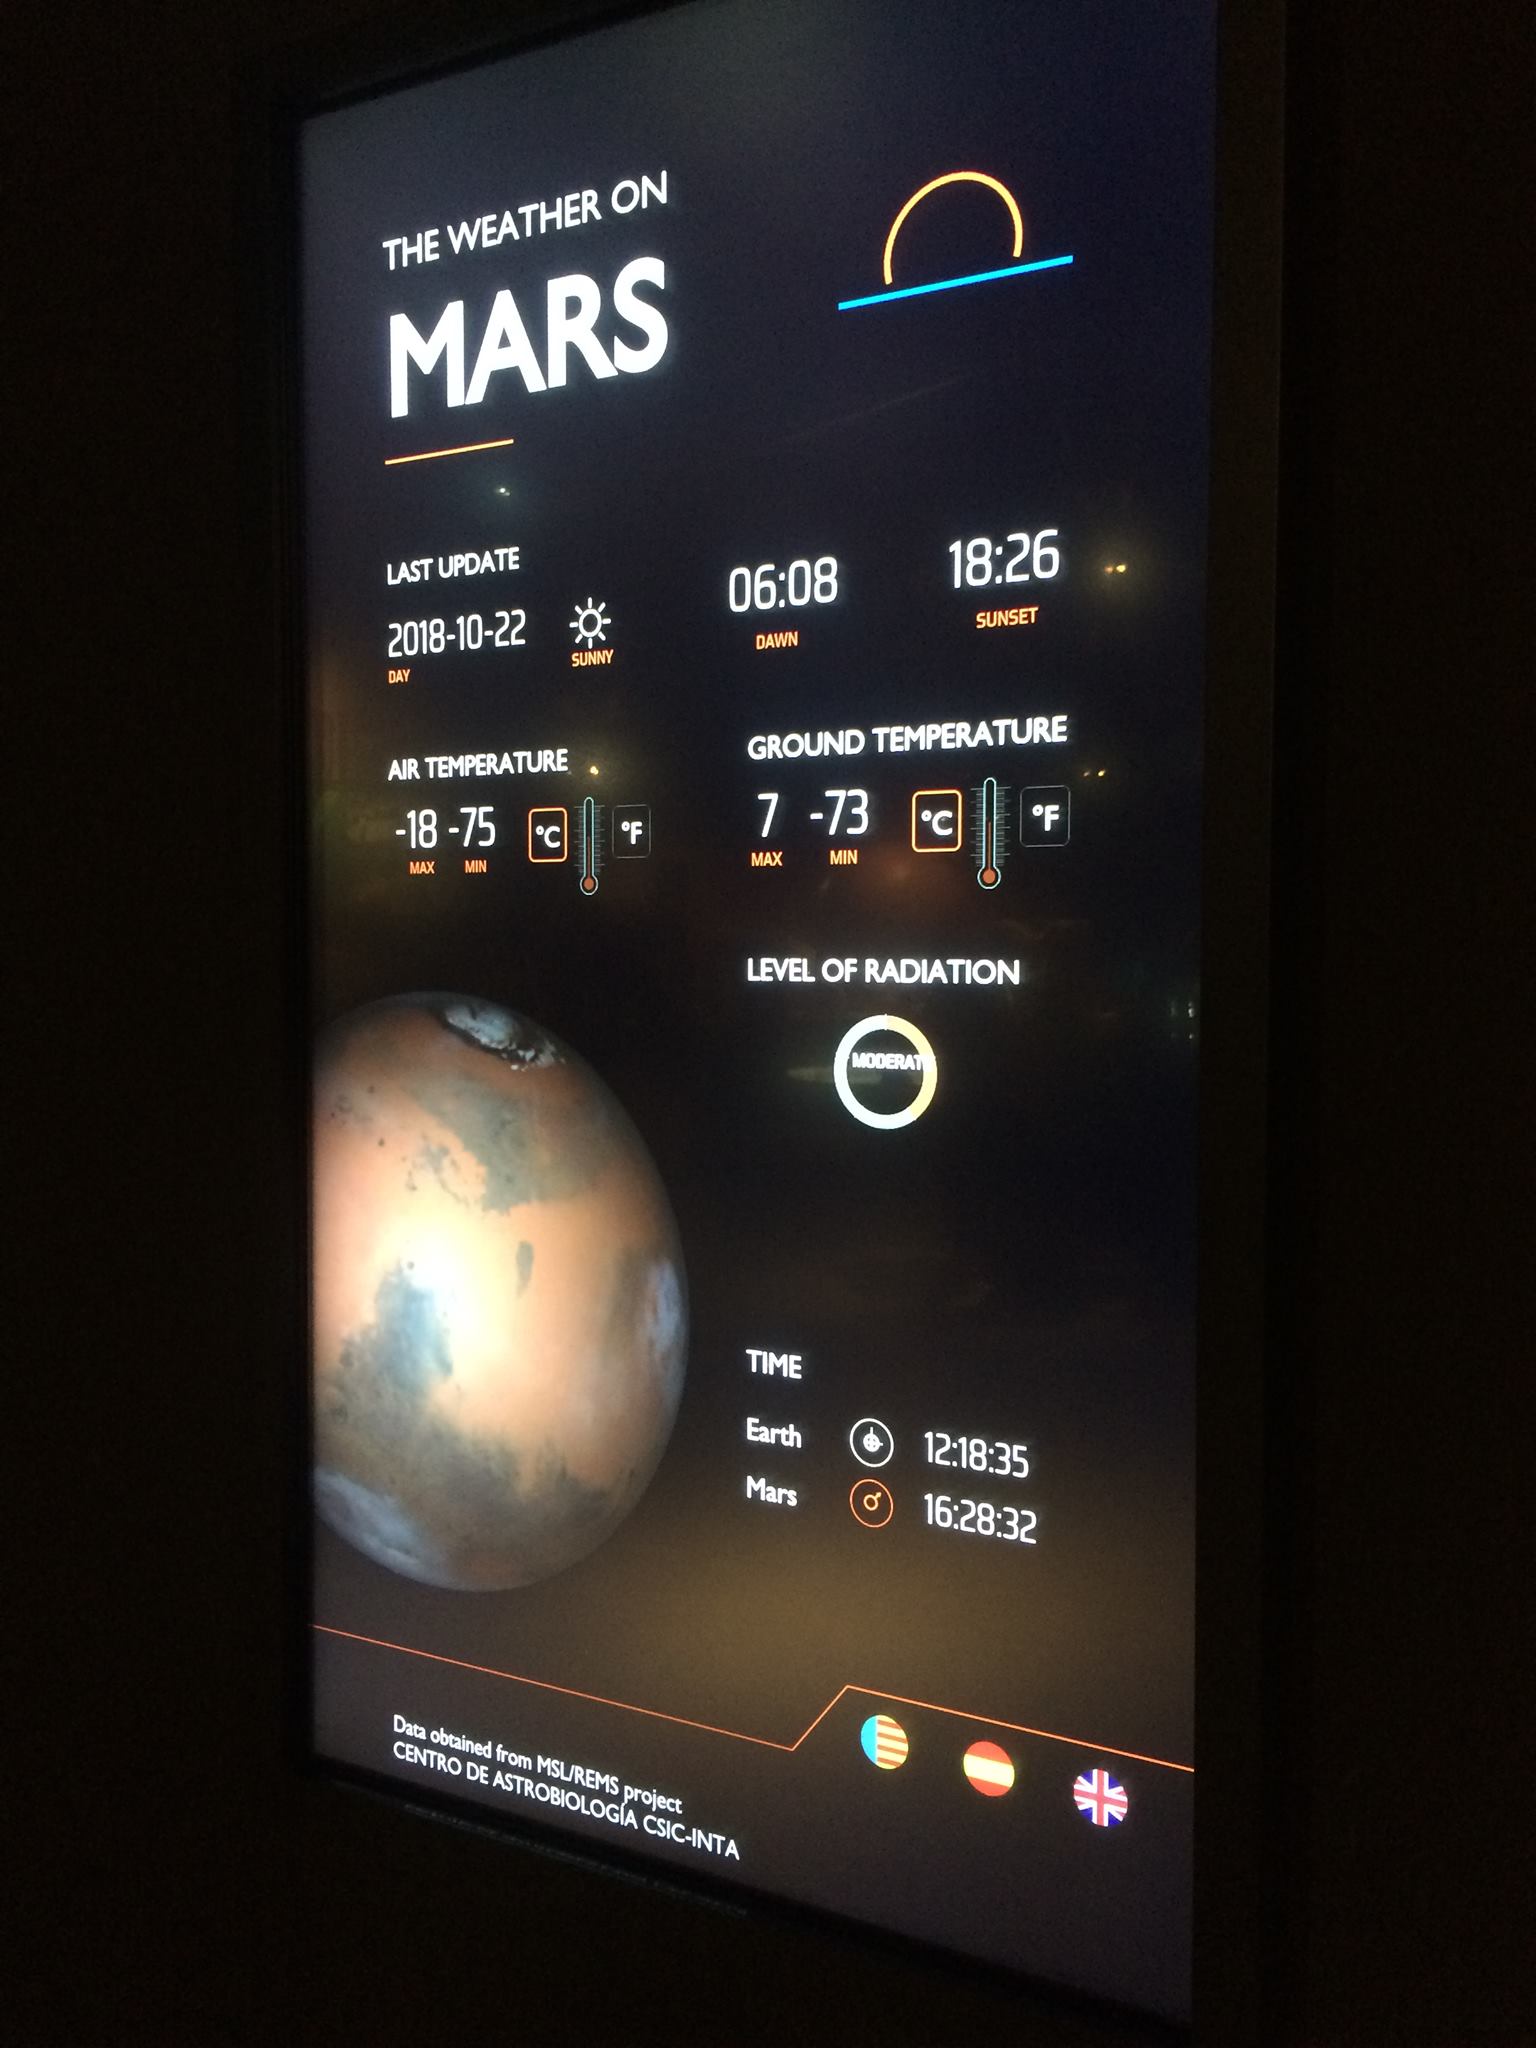 THE WEATHER ON
MARS
LAST UPDATE
2018-10-22
DAY
SUNNY
06:08
DAWN
18:26
SUNSET
AIR TEMPERATURE
-18 -75
MAX MIN
°C °F
GROUND TEMPERATURE
7 -73
MAX MIN
°C °F
LEVEL OF RADIATION
MODERATE
TIME
Earth 12:18:35
Mars 16:28:32
Data obtained from MSL/REMS project
CENTRO DE ASTROBIOLOGÍA CSIC-INTA